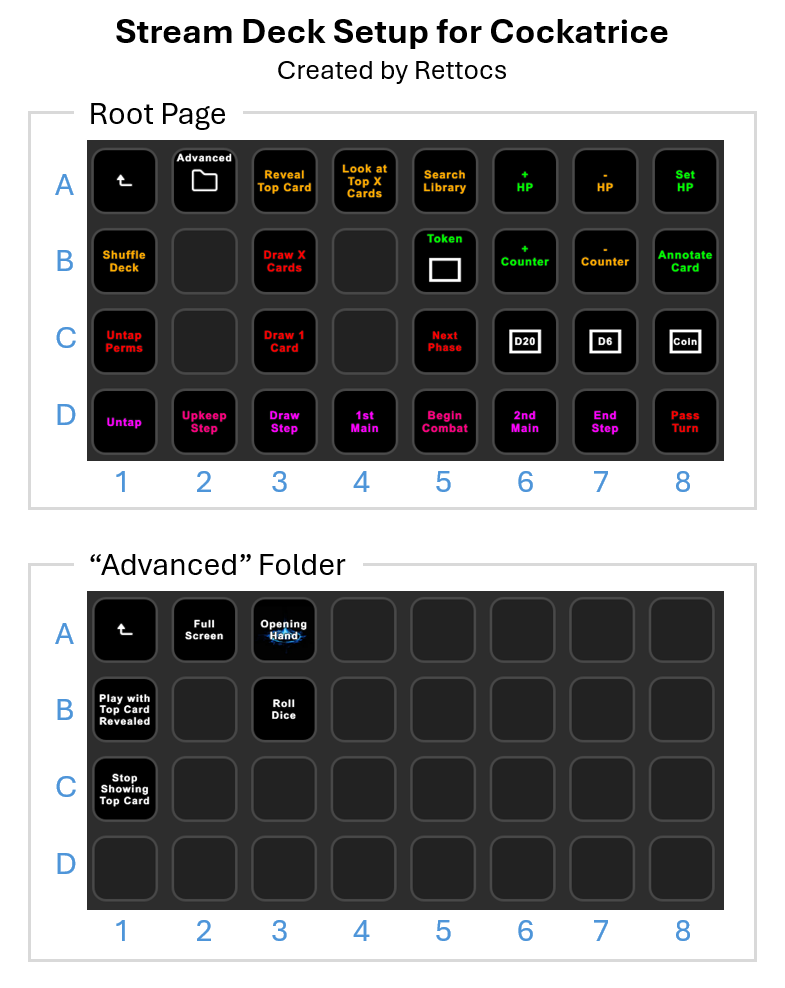 Stream Deck Setup for Cockatrice
Created by Rettocs
Root Page
A
Advanced
Reveal
Top Card
Look at
Top X
Cards
Search
Library
+
HP
-
HP
Set
HP
B
Shuffle
Deck
Draw X
Cards
Token
+
Counter
-
Counter
Annotate
Card
C
Untap
Perms
Draw 1
Card
Next
Phase
D20
D6
Coin
D
Untap
Upkeep
Step
Draw
Step
1st
Main
Begin
Combat
2nd
Main
End
Step
Pass
Turn
1 2 3 4 5 6 7 8
“Advanced” Folder
A
Full
Screen
Opening
Hand
B
Play with
Top Card
Revealed
Roll
Dice
C
Stop
Showing
Top Card
D
1 2 3 4 5 6 7 8